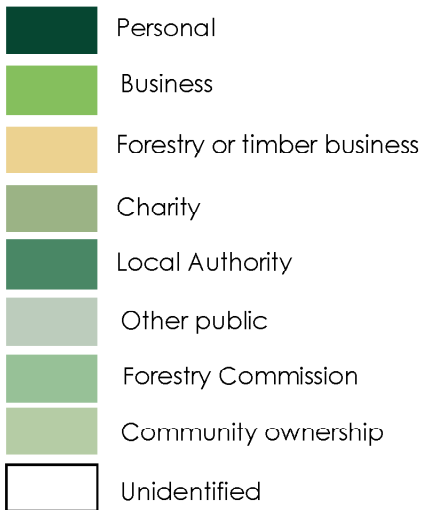 Personal
Business
Forestry or timber business
Charity
Local Authority
Other public
Forestry Commission
Community ownership
Unidentified